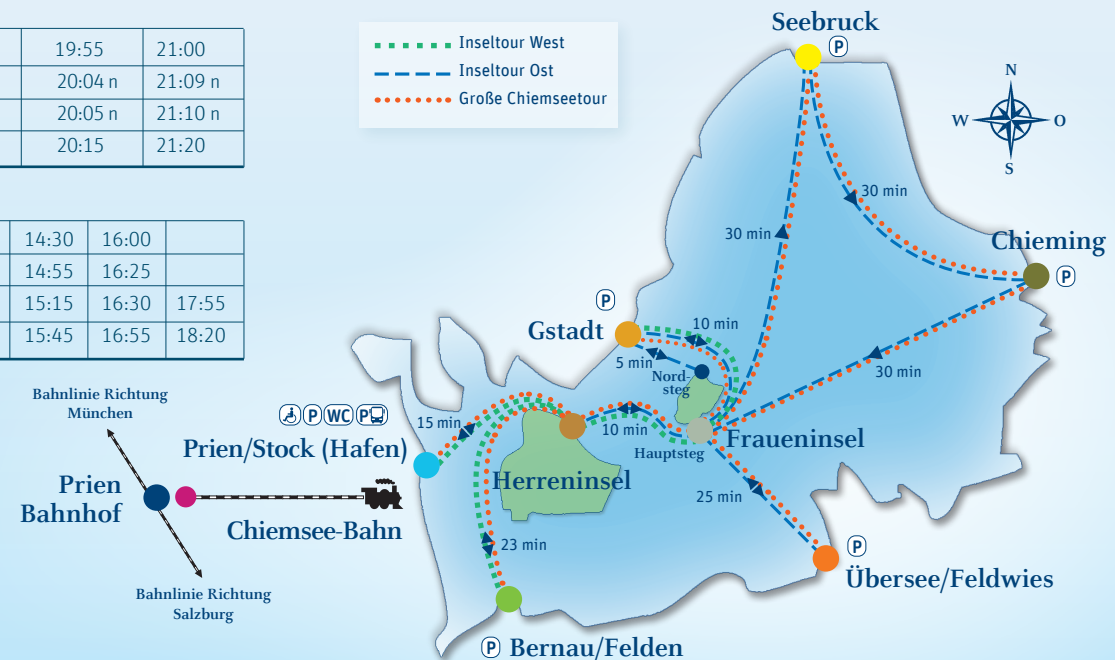 19:55 21:00
20:04 n 21:09 n
20:05 n 21:10 n
20:15 21:20
14:30 16:00
14:55 16:25
15:15 16:30 17:55
15:45 16:55 18:20
Inseltour West
Inseltour Ost
Große Chiemseetour
Seebruck
P
N
W O
S
30 min
30 min
Chieming
P
P
Gstadt
10 min
5 min
Nord-
steg
30 min
Bahnlinie Richtung
München
P WC P
15 min
Prien/Stock (Hafen)
10 min
Fraueninsel
Hauptsteg
Herreninsel
Prien
Bahnhof
Chiemsee-Bahn
25 min
23 min
P
Übersee/Feldwies
Bahnlinie Richtung
Salzburg
P Bernau/Felden